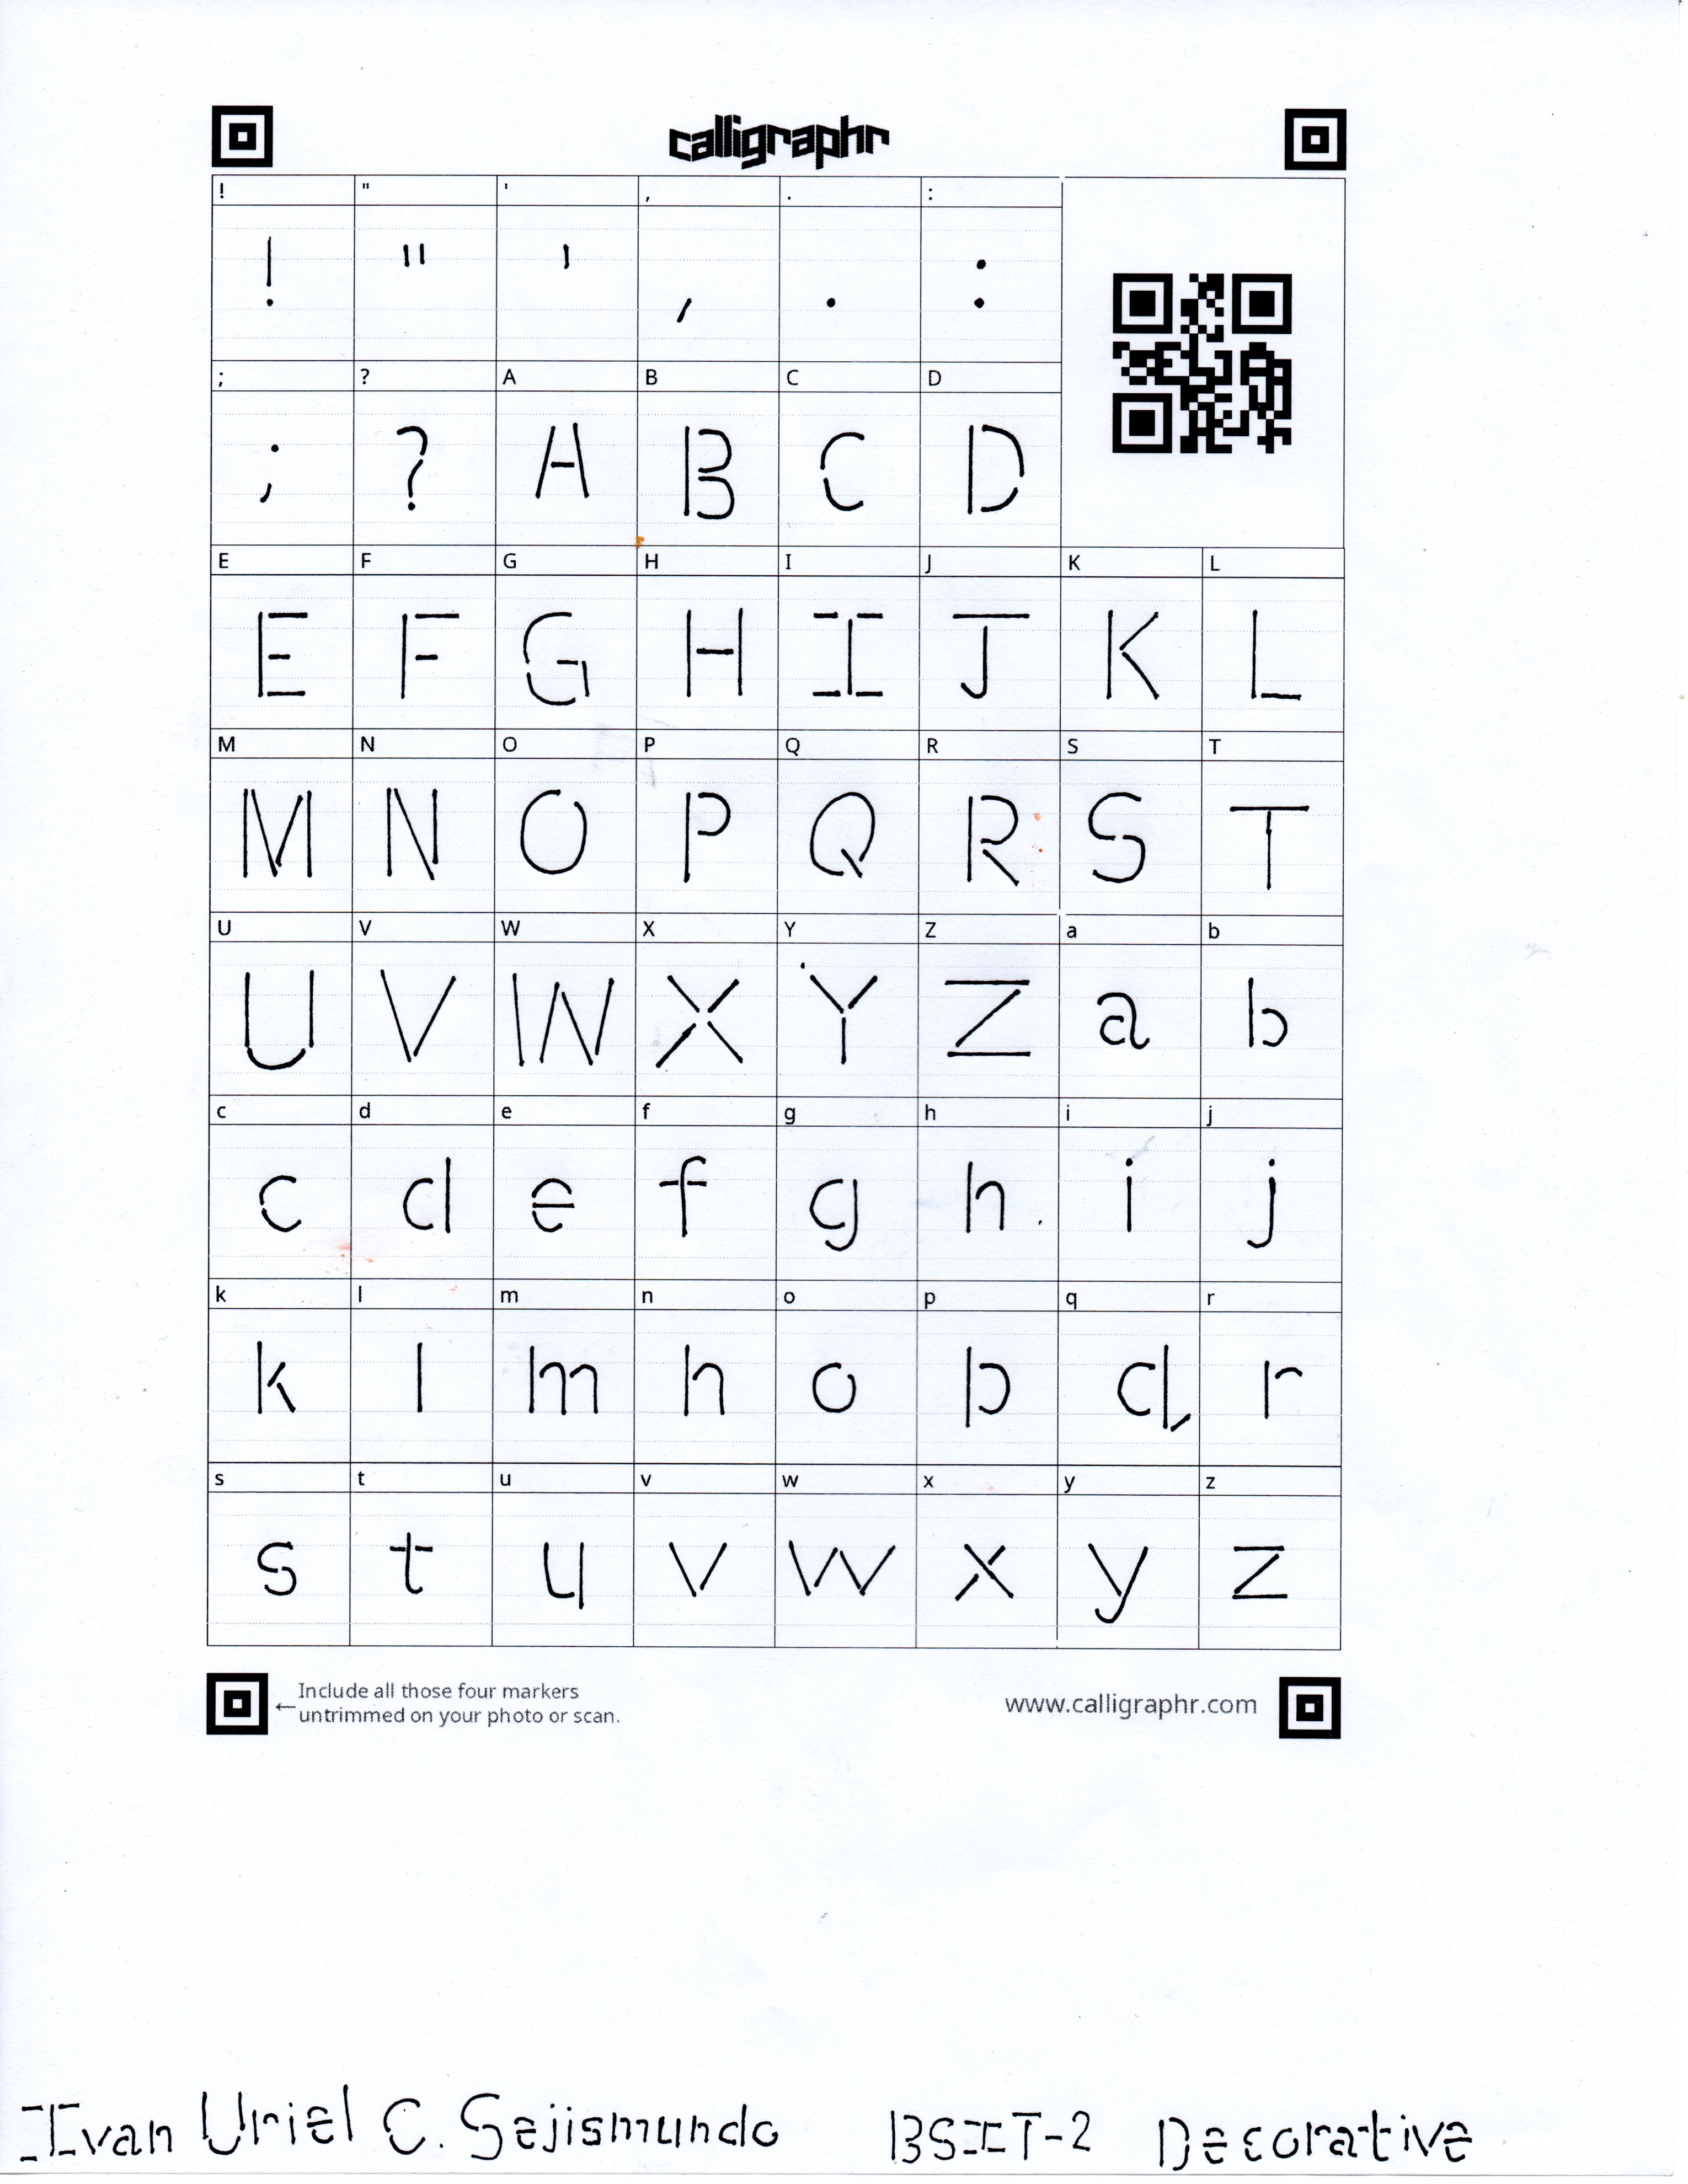 calligraphr
! " ' , . :
! " ' , . :
; ? A B C D
; ? A B C D
E F G H I J K L
E F G H I J K L
M N O P Q R S T
M N O P Q R S T
U V W X Y Z a b
U V W X Y Z a b
c d e f g h i j
c d e f g h i j
k l m n o p q r
k l m n o p q r
s t u v w x y z
s t u v w x y z
←Include all those four markers
untrimmed on your photo or scan.
www.calligraphr.com
Ivan Uriel C. Sejismundo BSIT-2 Decorative